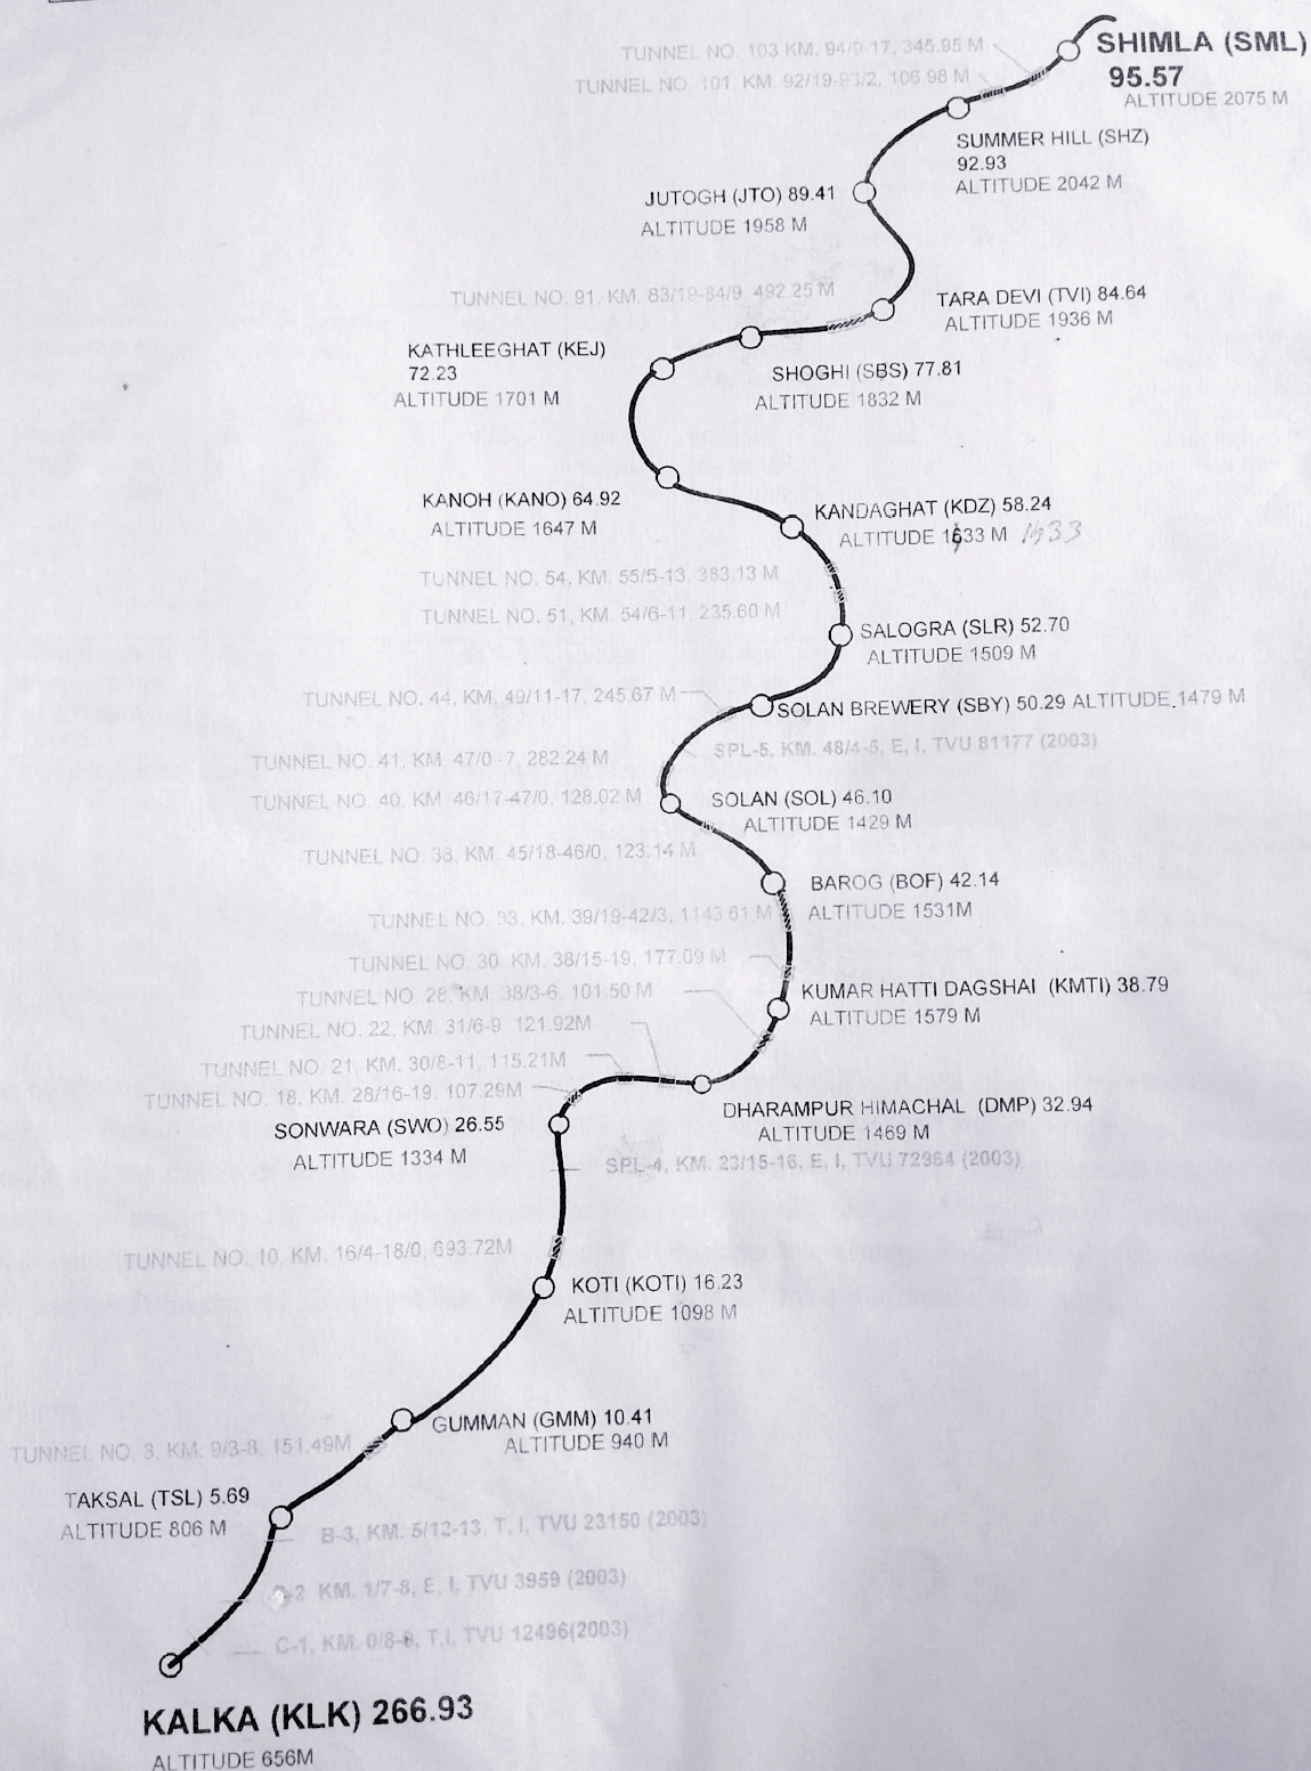 TUNNEL NO. 103 KM. 94/9-17, 345.95 M
SHIMLA (SML)
95.57
ALTITUDE 2075 M
TUNNEL NO. 101, KM. 92/19-93/2, 106.98 M
SUMMER HILL (SHZ)
92.93
ALTITUDE 2042 M
JUTOGH (JTO) 89.41
ALTITUDE 1958 M
TUNNEL NO. 91, KM. 83/19-84/9, 492.25 M
TARA DEVI (TVI) 84.64
ALTITUDE 1936 M
KATHLEEGHAT (KEJ)
72.23
ALTITUDE 1701 M
SHOGHI (SBS) 77.81
ALTITUDE 1832 M
KANOH (KANO) 64.92
ALTITUDE 1647 M
KANDAGHAT (KDZ) 58.24
ALTITUDE 1633 M 1433
TUNNEL NO. 54, KM. 55/5-13, 383.13 M
TUNNEL NO. 51, KM. 54/6-11, 235.60 M
SALOGRA (SLR) 52.70
ALTITUDE 1509 M
TUNNEL NO. 44, KM, 49/11-17, 245.67 M
SOLAN BREWERY (SBY) 50.29 ALTITUDE 1479 M
SPL-5, KM. 48/4-5, E, I, TVU 81177 (2003)
TUNNEL NO. 41, KM. 47/0 -7, 282.24 M
TUNNEL NO. 40, KM 46/17-47/0, 128.02 M
SOLAN (SOL) 46.10
ALTITUDE 1429 M
TUNNEL NO. 38, KM. 45/18-46/0, 123.14 M
BAROG (BOF) 42.14
ALTITUDE 1531M
TUNNEL NO. 33, KM. 39/19-42/3, 1143.61 M
TUNNEL NO. 30 KM. 38/15-19, 177.09 M
TUNNEL NO. 28, KM. 38/3-6, 101.50 M
KUMAR HATTI DAGSHAI (KMTI) 38.79
ALTITUDE 1579 M
TUNNEL NO. 22, KM. 31/6-9 121.92M
TUNNEL NO. 21, KM. 30/8-11, 115.21M
TUNNEL NO. 18, KM. 28/16-19, 107.29M
DHARAMPUR HIMACHAL (DMP) 32.94
ALTITUDE 1469 M
SONWARA (SWO) 26.55
ALTITUDE 1334 M
SPL-4, KM. 23/15-16, E, I, TVU 72964 (2003)
TUNNEL NO. 10, KM. 16/4-18/0, 693.72M
KOTI (KOTI) 16.23
ALTITUDE 1098 M
GUMMAN (GMM) 10.41
ALTITUDE 940 M
TUNNEL NO. 3, KM. 9/3-8, 151.49M
TAKSAL (TSL) 5.69
ALTITUDE 806 M
B-3, KM. 5/12-13, T, I, TVU 23150 (2003)
-2 KM. 1/7-8, E, I, TVU 3959 (2003)
C-1, KM. T,I, TVU 12496(2003)
KALKA (KLK) 266.93
ALTITUDE 656M